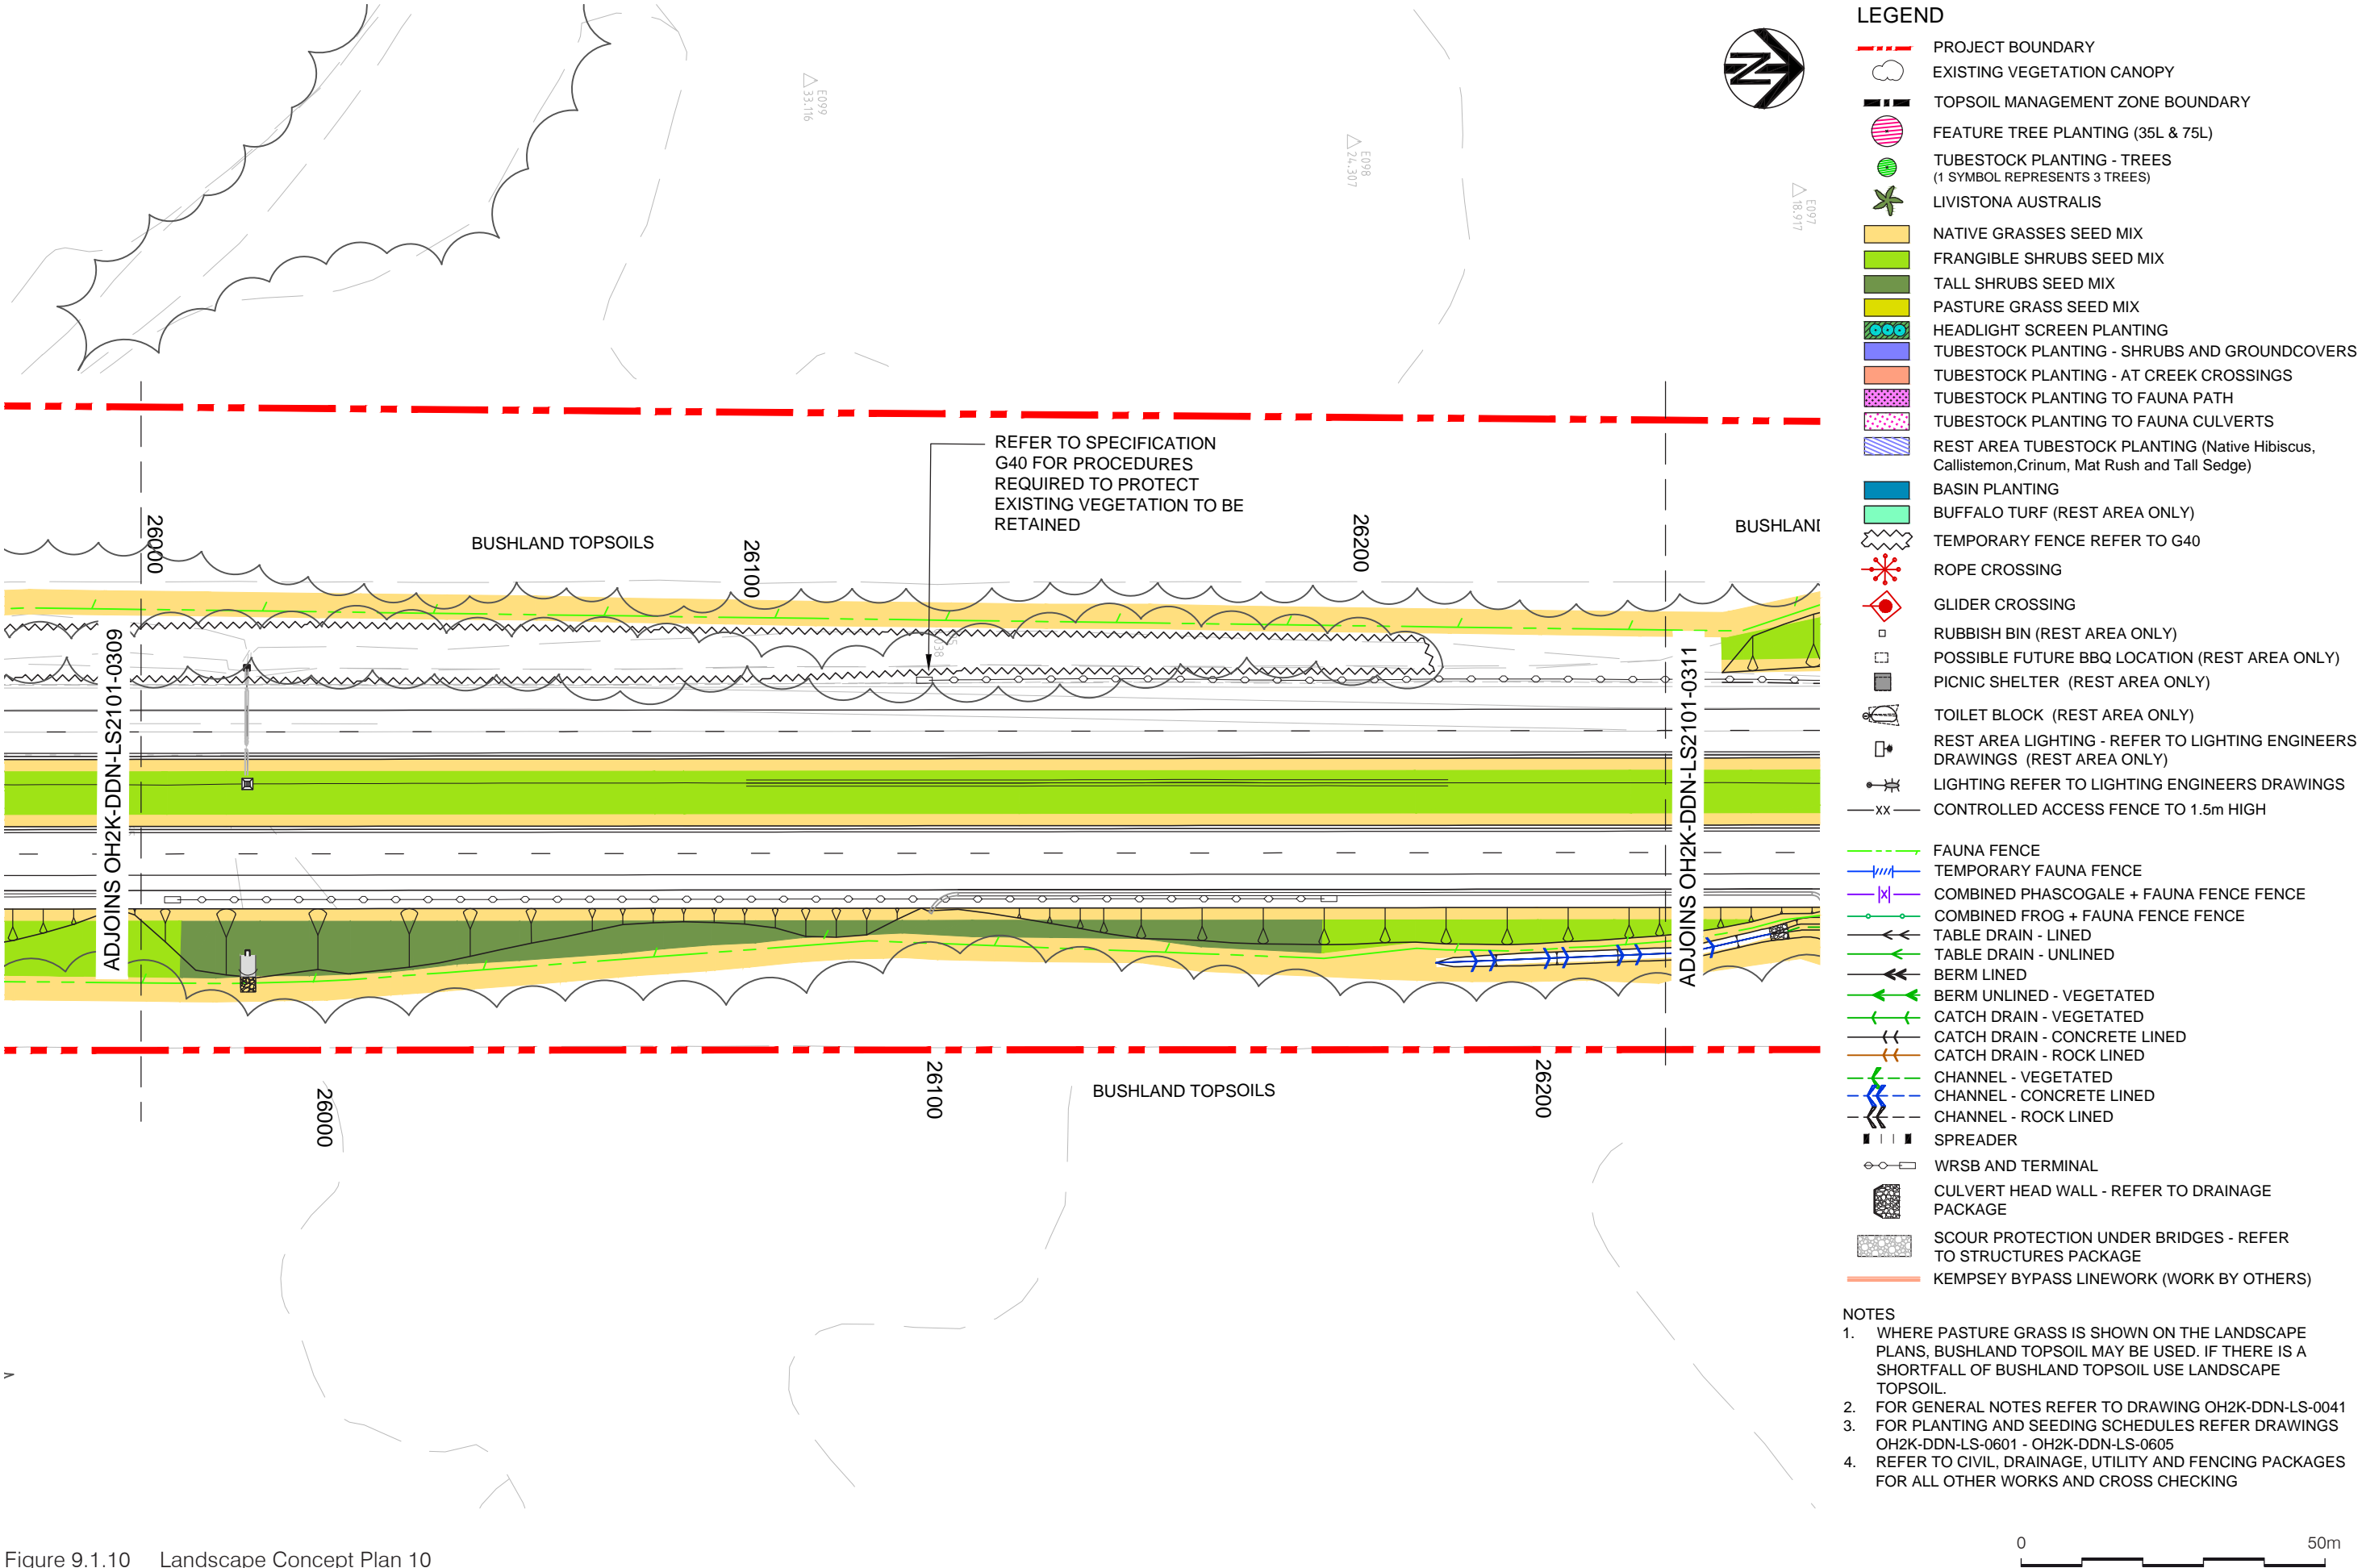 E099
33.116
E098
24.307
E097
18.917
N
REFER TO SPECIFICATION
G40 FOR PROCEDURES
REQUIRED TO PROTECT
EXISTING VEGETATION TO BE
RETAINED
26000
BUSHLAND TOPSOILS
26100
26200
BUSHLAND
ADJOINS OH2K-DDN-LS2101-0309
ADJOINS OH2K-DDN-LS2101-0311
26000
26100
BUSHLAND TOPSOILS
26200
LEGEND
PROJECT BOUNDARY
EXISTING VEGETATION CANOPY
TOPSOIL MANAGEMENT ZONE BOUNDARY
FEATURE TREE PLANTING (35L & 75L)
TUBESTOCK PLANTING - TREES
(1 SYMBOL REPRESENTS 3 TREES)
LIVISTONA AUSTRALIS
NATIVE GRASSES SEED MIX
FRANGIBLE SHRUBS SEED MIX
TALL SHRUBS SEED MIX
PASTURE GRASS SEED MIX
HEADLIGHT SCREEN PLANTING
TUBESTOCK PLANTING - SHRUBS AND GROUNDCOVERS
TUBESTOCK PLANTING - AT CREEK CROSSINGS
TUBESTOCK PLANTING TO FAUNA PATH
TUBESTOCK PLANTING TO FAUNA CULVERTS
REST AREA TUBESTOCK PLANTING (Native Hibiscus,
Callistemon,Crinum, Mat Rush and Tall Sedge)
BASIN PLANTING
BUFFALO TURF (REST AREA ONLY)
TEMPORARY FENCE REFER TO G40
ROPE CROSSING
GLIDER CROSSING
RUBBISH BIN (REST AREA ONLY)
POSSIBLE FUTURE BBQ LOCATION (REST AREA ONLY)
PICNIC SHELTER (REST AREA ONLY)
TOILET BLOCK (REST AREA ONLY)
REST AREA LIGHTING - REFER TO LIGHTING ENGINEERS
DRAWINGS (REST AREA ONLY)
LIGHTING REFER TO LIGHTING ENGINEERS DRAWINGS
XX CONTROLLED ACCESS FENCE TO 1.5m HIGH
FAUNA FENCE
TEMPORARY FAUNA FENCE
COMBINED PHASCOGALE + FAUNA FENCE FENCE
COMBINED FROG + FAUNA FENCE FENCE
TABLE DRAIN - LINED
TABLE DRAIN - UNLINED
BERM LINED
BERM UNLINED - VEGETATED
CATCH DRAIN - VEGETATED
CATCH DRAIN - CONCRETE LINED
CATCH DRAIN - ROCK LINED
CHANNEL - VEGETATED
CHANNEL - CONCRETE LINED
CHANNEL - ROCK LINED
SPREADER
WRSB AND TERMINAL
CULVERT HEAD WALL - REFER TO DRAINAGE
PACKAGE
SCOUR PROTECTION UNDER BRIDGES - REFER
TO STRUCTURES PACKAGE
KEMPSEY BYPASS LINEWORK (WORK BY OTHERS)
NOTES
1. WHERE PASTURE GRASS IS SHOWN ON THE LANDSCAPE
PLANS, BUSHLAND TOPSOIL MAY BE USED. IF THERE IS A
SHORTFALL OF BUSHLAND TOPSOIL USE LANDSCAPE
TOPSOIL.
2. FOR GENERAL NOTES REFER TO DRAWING OH2K-DDN-LS-0041
3. FOR PLANTING AND SEEDING SCHEDULES REFER DRAWINGS
OH2K-DDN-LS-0601 - OH2K-DDN-LS-0605
4. REFER TO CIVIL, DRAINAGE, UTILITY AND FENCING PACKAGES
FOR ALL OTHER WORKS AND CROSS CHECKING
0 50m
Figure 9.1.10 Landscape Concept Plan 10